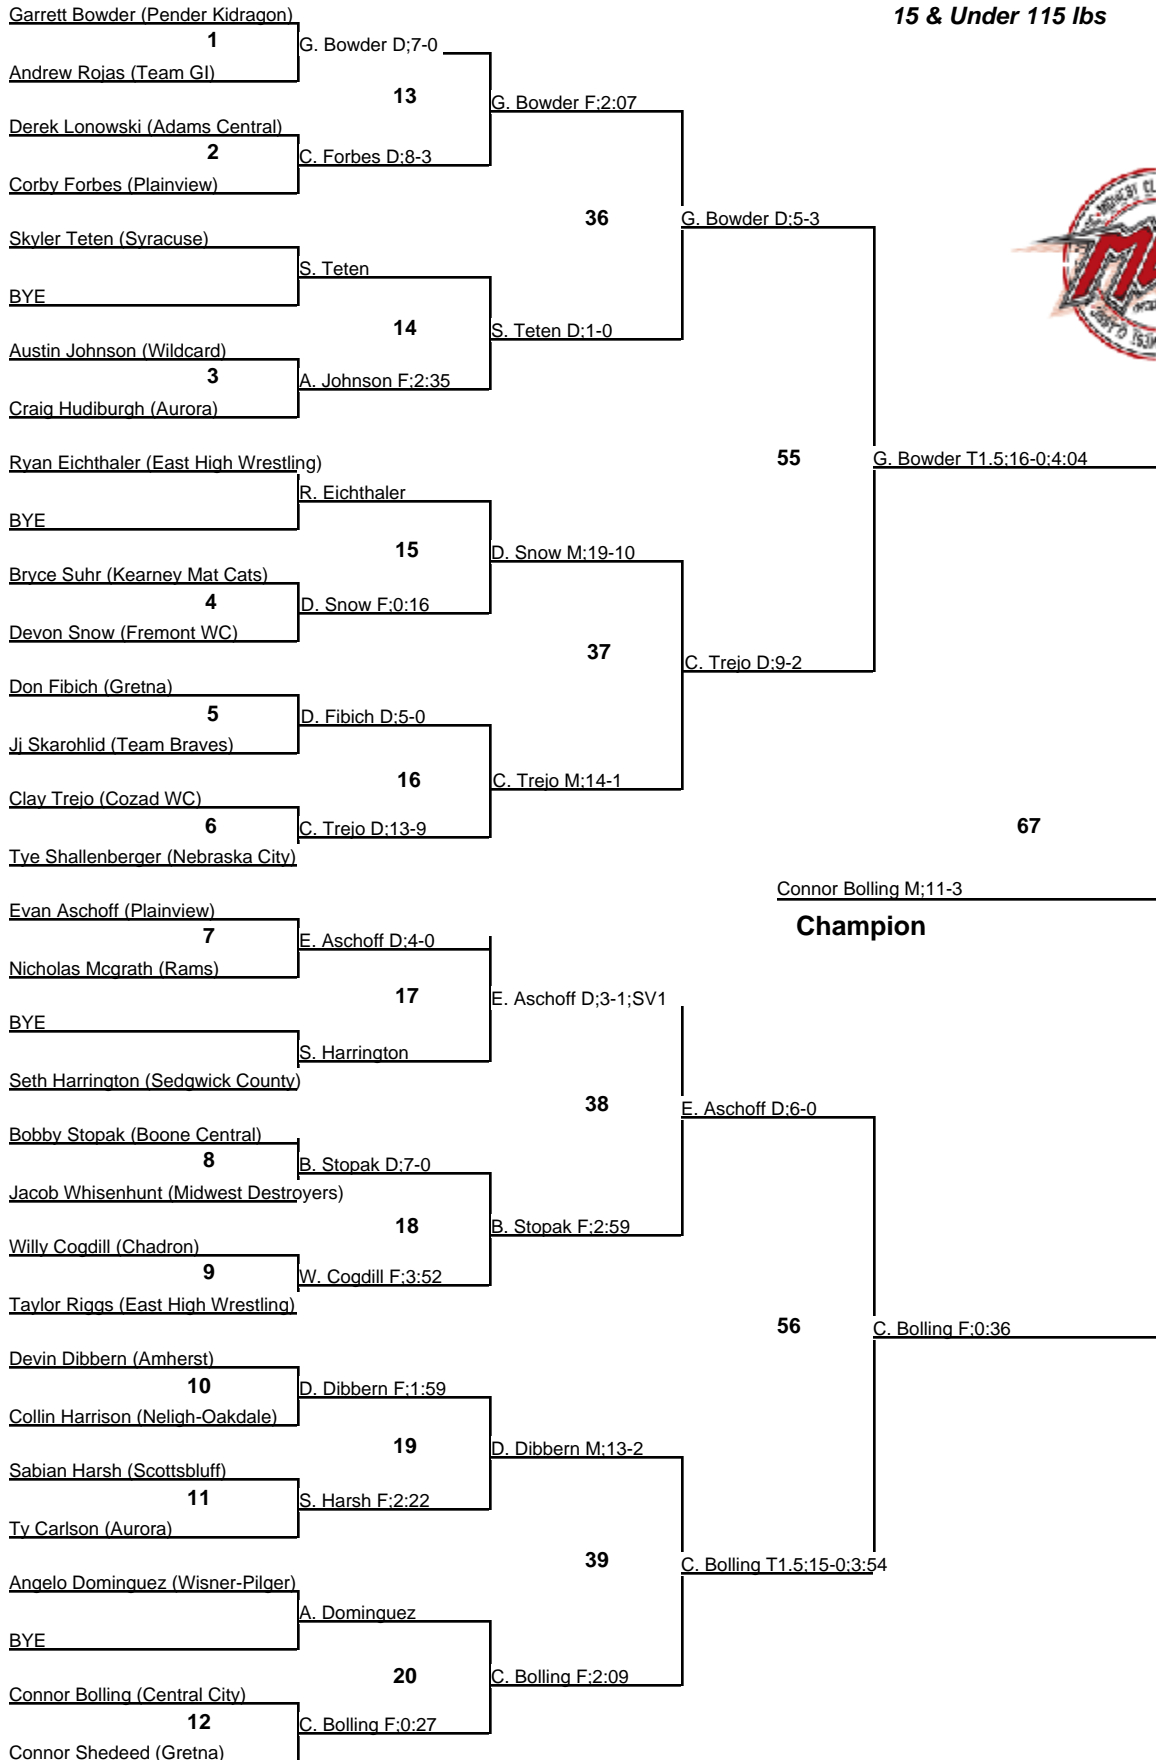 15 & Under 115 lbs
Garrett Bowder (Pender Kidragon)
1
G. Bowder D;7-0
Andrew Rojas (Team GI)
13
G. Bowder F;2:07
Derek Lonowski (Adams Central)
2
C. Forbes D;8-3
Corby Forbes (Plainview)
36
G. Bowder D;5-3
Skyler Teten (Syracuse)
S. Teten
BYE
14
S. Teten D;1-0
Austin Johnson (Wildcard)
3
A. Johnson F;2:35
Craig Hudiburgh (Aurora)
55
G. Bowder T1.5;16-0;4:04
Ryan Eichthaler (East High Wrestling)
R. Eichthaler
BYE
15
D. Snow M;19-10
Bryce Suhr (Kearney Mat Cats)
4
D. Snow F;0:16
Devon Snow (Fremont WC)
37
C. Trejo D;9-2
Don Fibich (Gretna)
5
D. Fibich D;5-0
Jj Skarohlid (Team Braves)
16
C. Trejo M;14-1
Clay Trejo (Cozad WC)
6
C. Trejo D;13-9
Tye Shallenberger (Nebraska City)
67
Connor Bolling M;11-3
Champion
Evan Aschoff (Plainview)
7
E. Aschoff D;4-0
Nicholas Mcgrath (Rams)
17
E. Aschoff D;3-1;SV1
BYE
S. Harrington
Seth Harrington (Sedgwick County)
38
E. Aschoff D;6-0
Bobby Stopak (Boone Central)
8
B. Stopak D;7-0
Jacob Whisenhunt (Midwest Destroyers)
18
B. Stopak F;2:59
Willy Cogdill (Chadron)
9
W. Cogdill F;3:52
Taylor Riggs (East High Wrestling)
56
C. Bolling F;0:36
Devin Dibbern (Amherst)
10
D. Dibbern F;1:59
Collin Harrison (Neligh-Oakdale)
19
D. Dibbern M;13-2
Sabian Harsh (Scottsbluff)
11
S. Harsh F;2:22
Ty Carlson (Aurora)
39
C. Bolling T1.5;15-0;3:54
Angelo Dominguez (Wisner-Pilger)
A. Dominguez
BYE
20
C. Bolling F;2:09
Connor Bolling (Central City)
12
C. Bolling F;0:27
Connor Shedeed (Gretna)